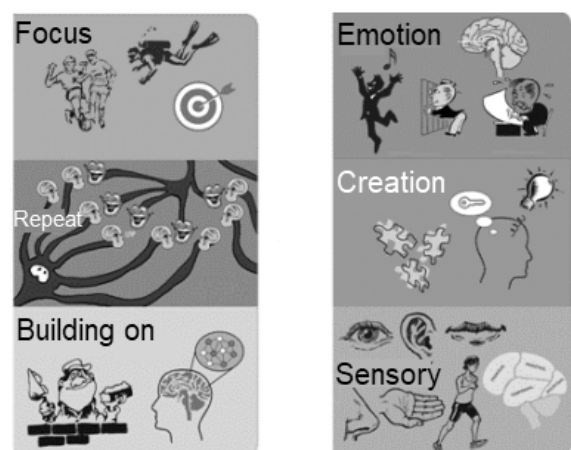 Focus
Repeat
Building on
Emotion
Creation
Sensory